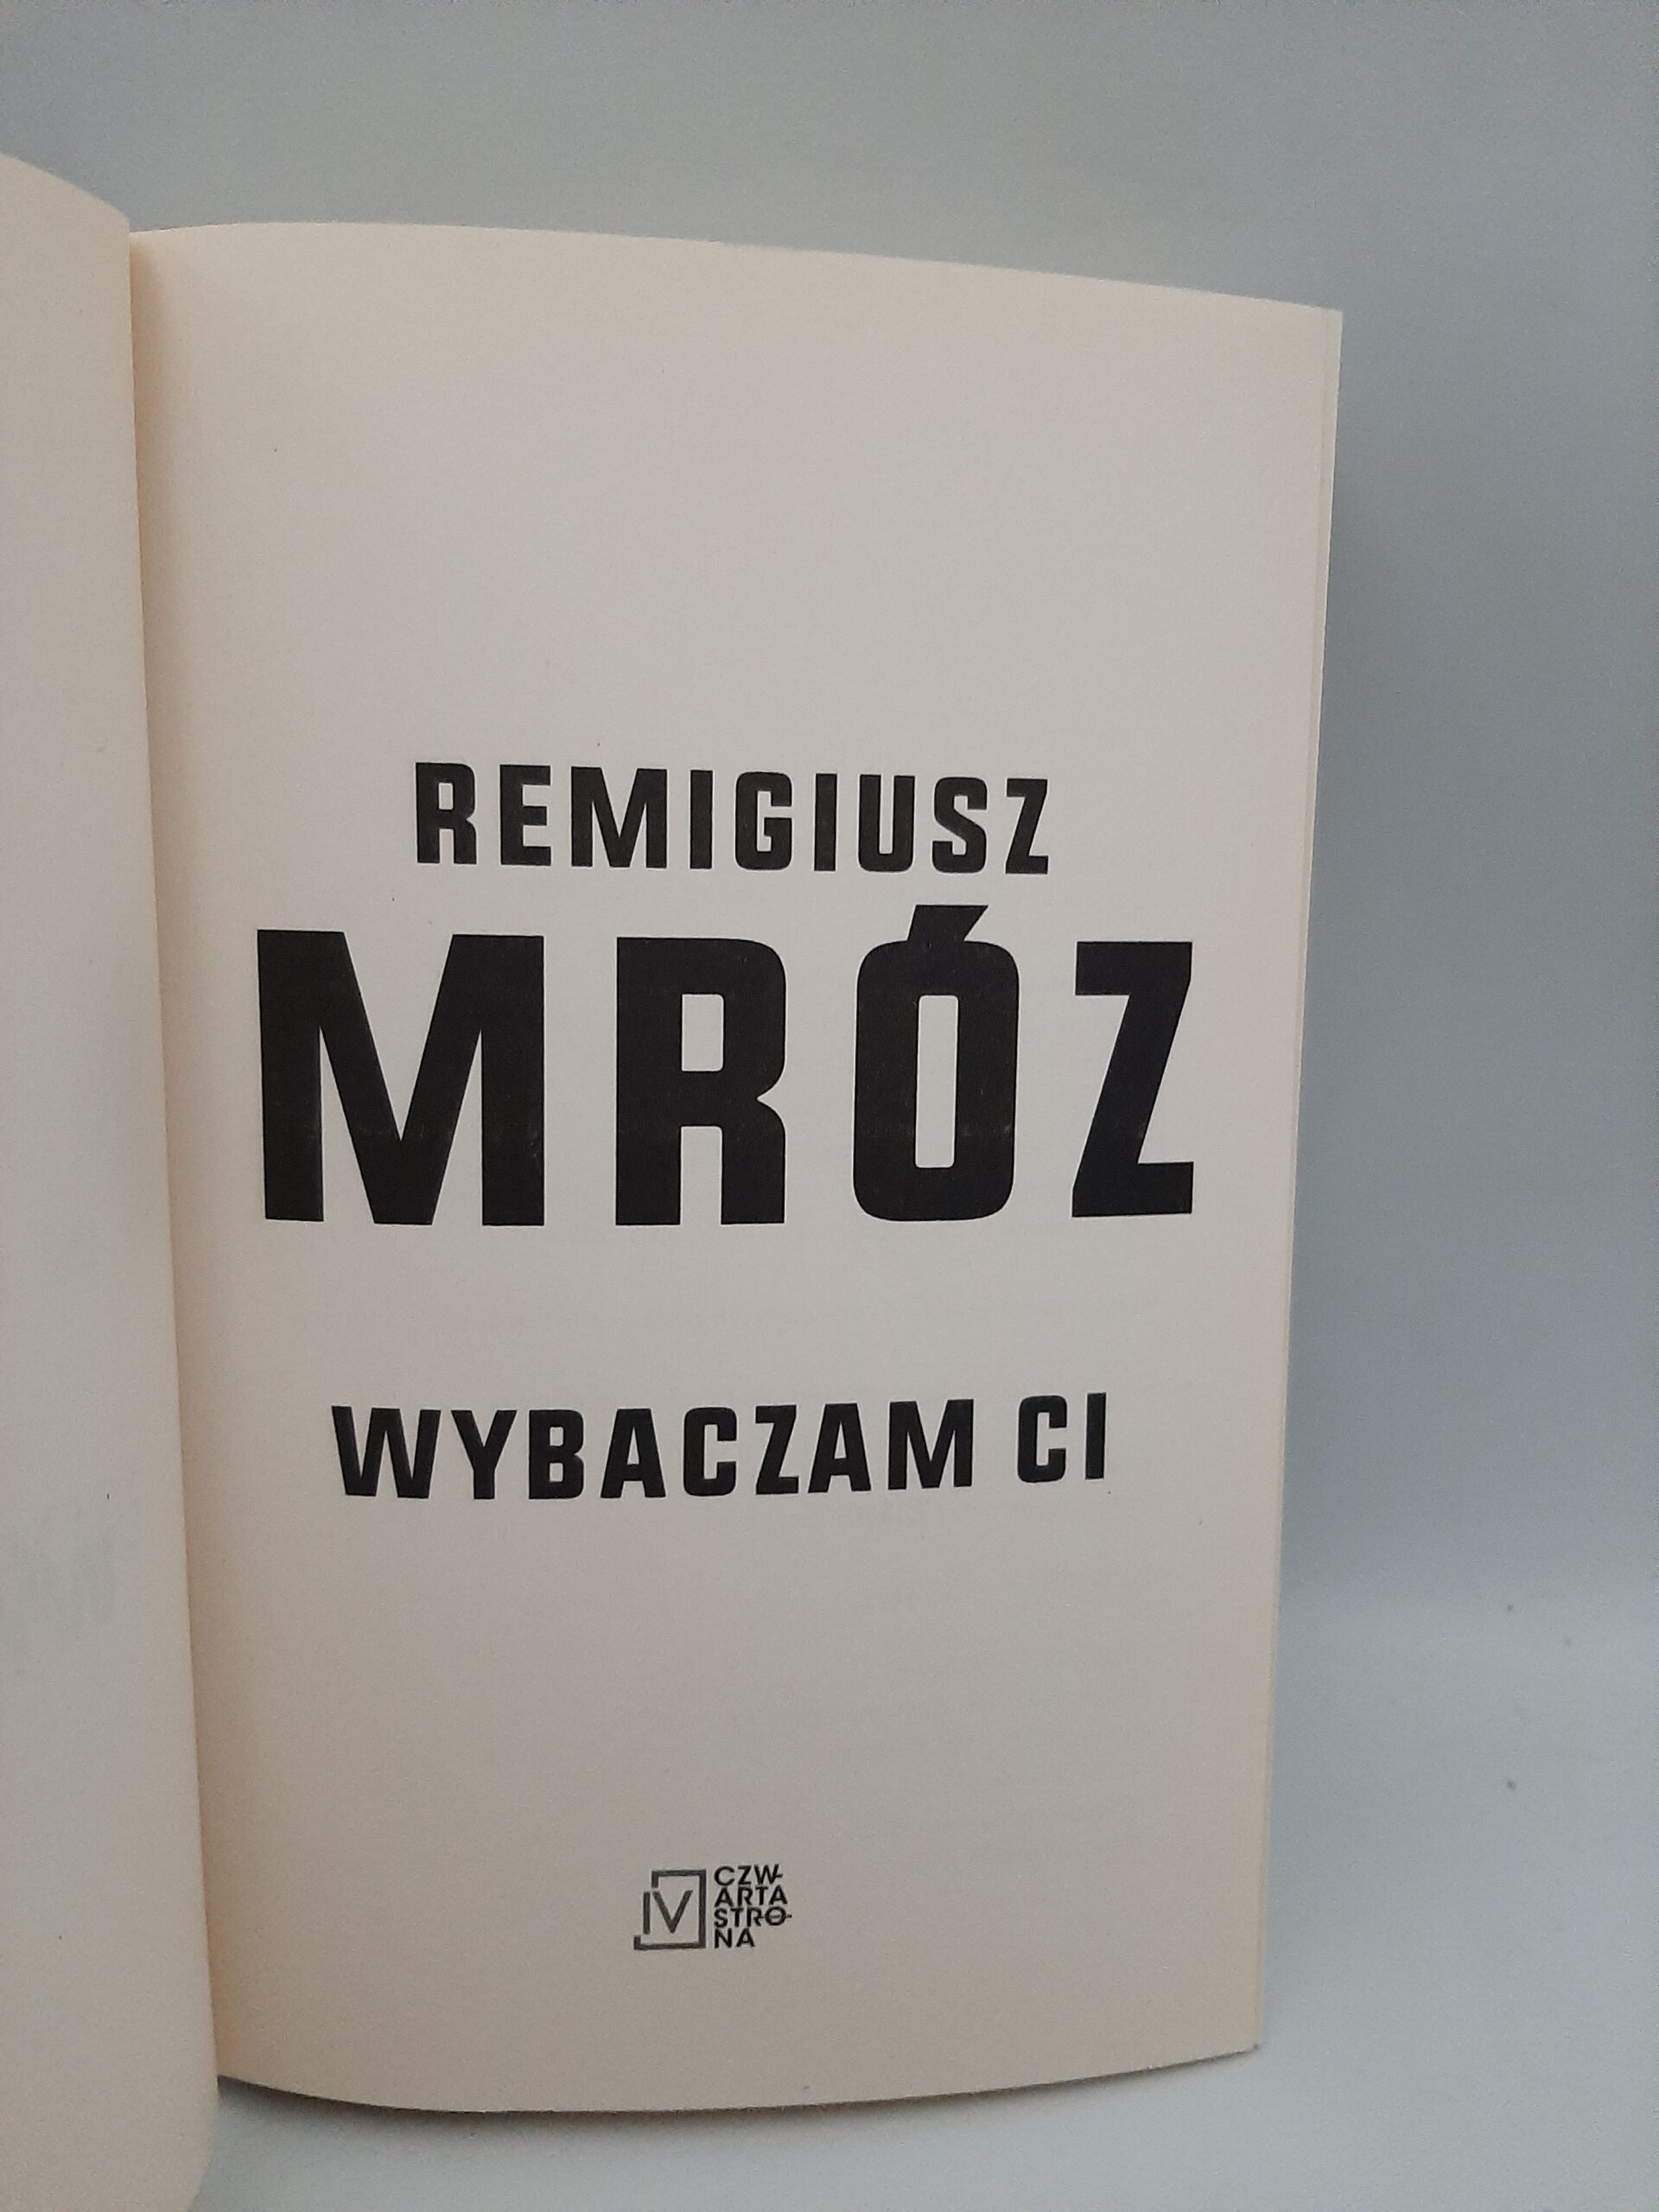 REMIGIUSZ
MRÓZ
WYBACZAM CI
IV
CZW-
ARTA
STRO-
NA